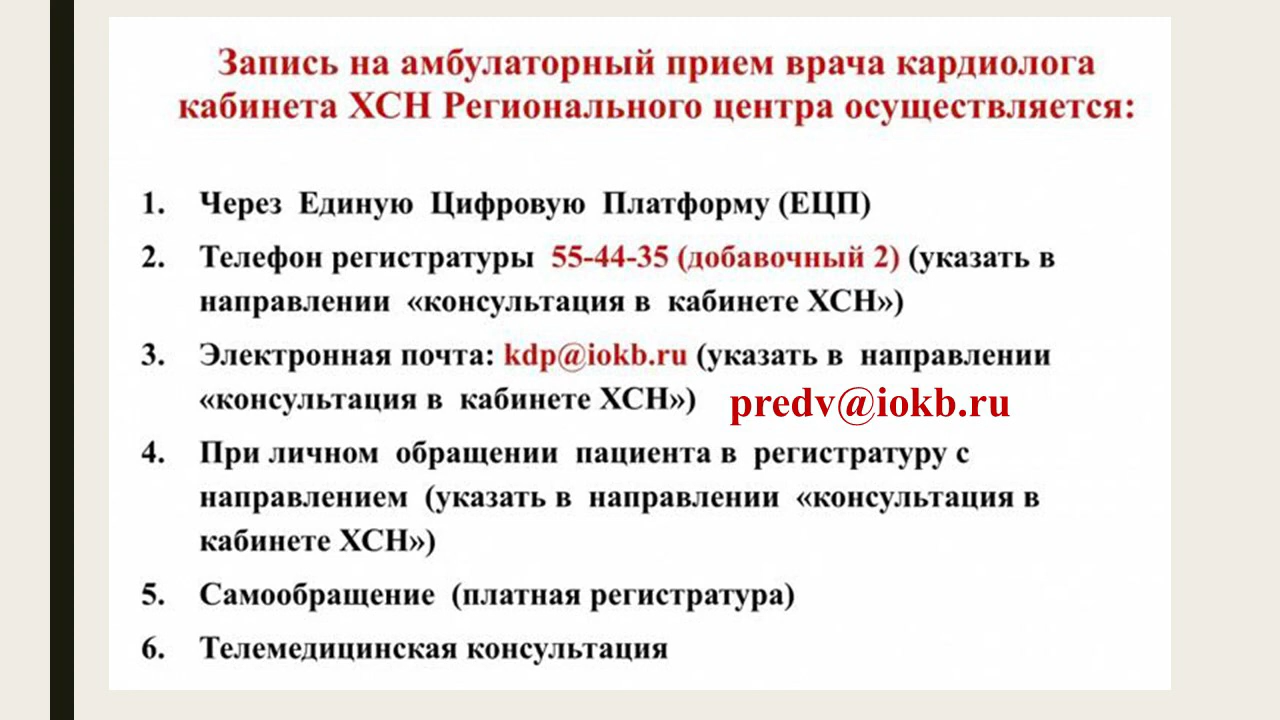 Запись на амбулаторный прием врача кардиолога
кабинета ХСН Регионального центра осуществляется:
1. Через Единую Цифровую Платформу (ЕЦП)
2. Телефон регистратуры 55-44-35 (добавочный 2) (указать в
направлении «консультация в кабинете ХСН»)
3. Электронная почта: kdp@iokb.ru (указать в направлении
«консультация в кабинете ХСН») predv@iokb.ru
4. При личном обращении пациента в регистратуру с
направлением (указать в направлении «консультация в
кабинете ХСН»)
5. Самообращение (платная регистратура)
6. Телемедицинская консультация